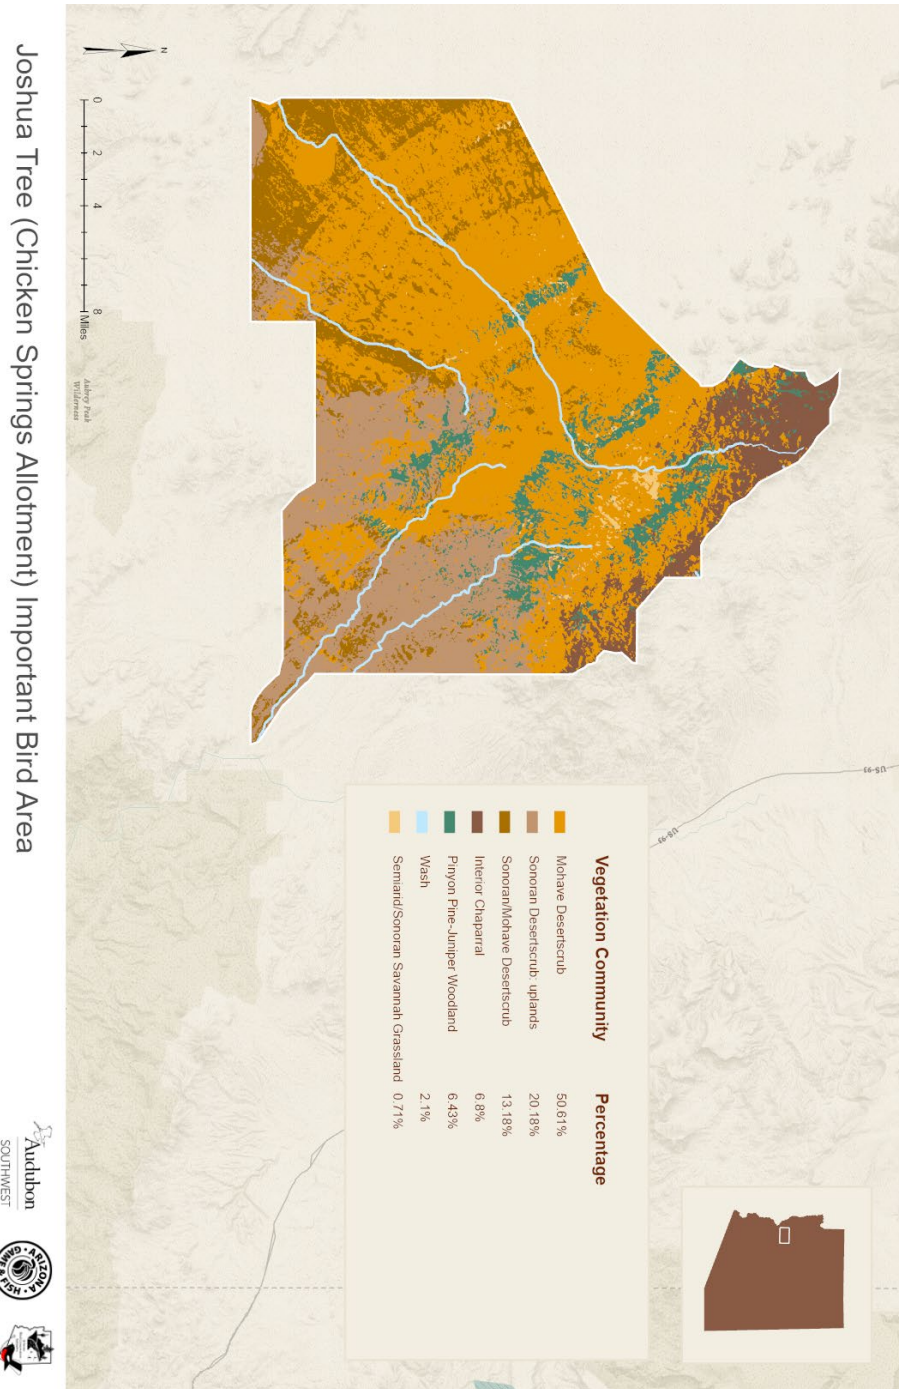 Joshua Tree (Chicken Springs Allotment) Important Bird Area
N
0 2 4 8 Miles
Aubrey Peak
Wilderness
US-93
US-93
Vegetation Community Percentage
Mohave Desertscrub 50.61%
Sonoran Desertscrub: uplands 20.18%
Sonoran/Mohave Desertscrub 13.18%
Interior Chaparral 6.8%
Pinyon Pine-Juniper Woodland 6.43%
Wash 2.1%
Semiarid/Sonoran Savannah Grassland 0.71%
Audubon
SOUTHWEST
ARIZONA
GAME & FISH